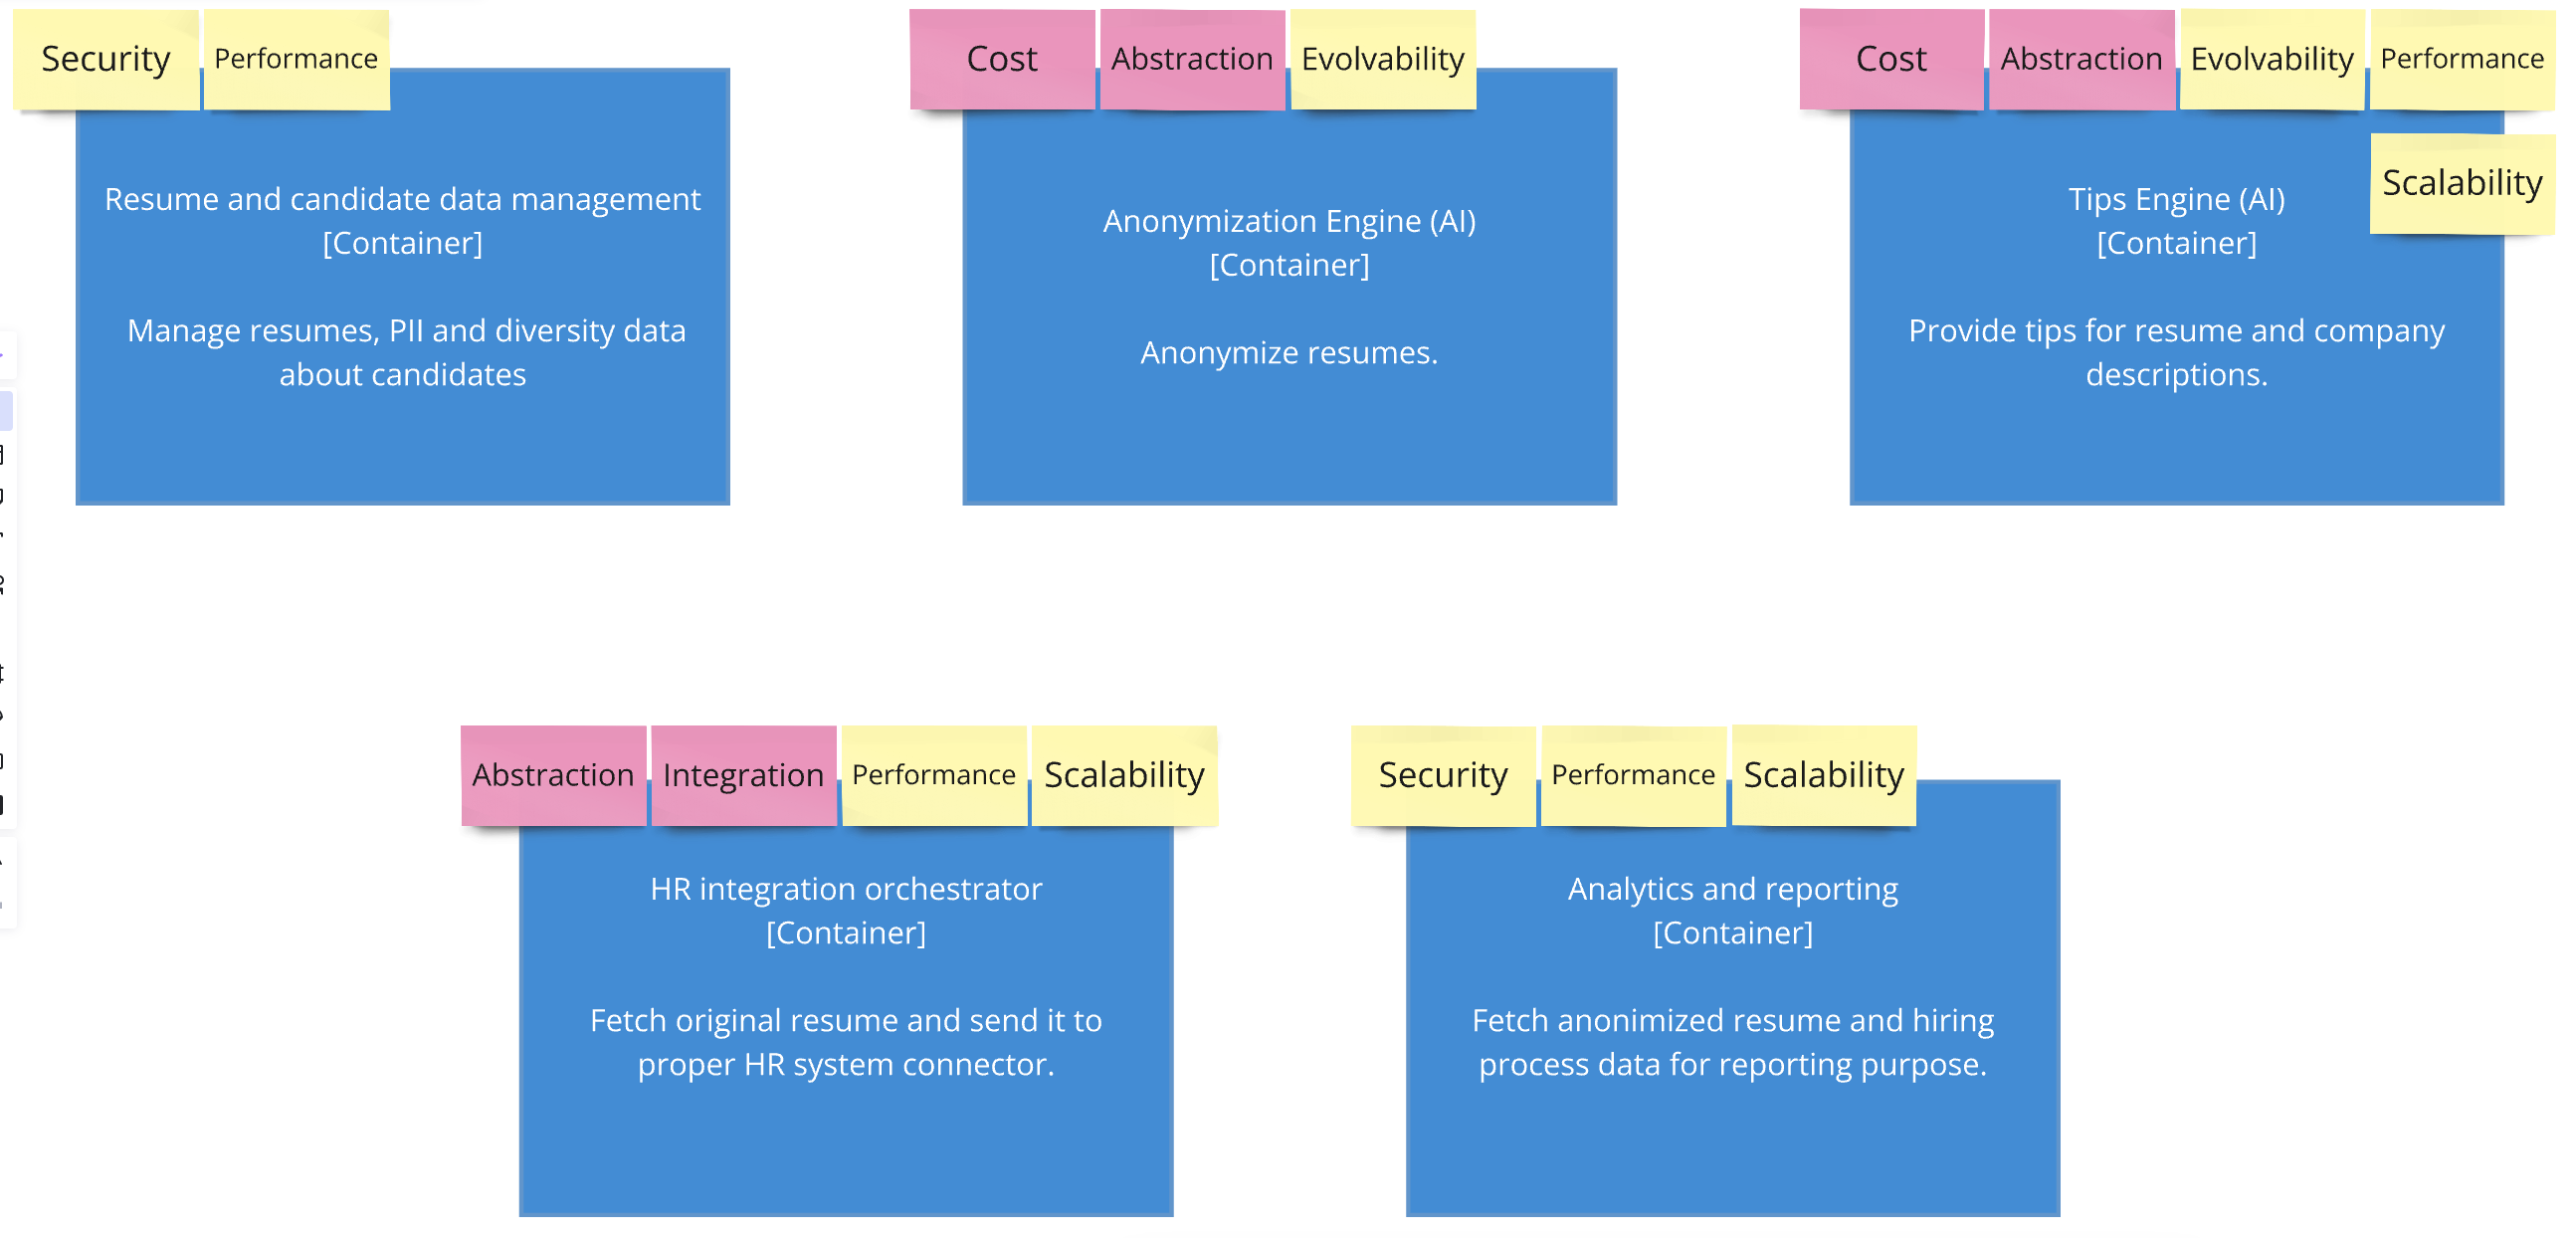 Security
Performance
Resume and candidate data management
[Container]
Manage resumes, PII and diversity data
about candidates
Cost
Abstraction
Evolvability
Anonymization Engine (AI)
[Container]
Anonymize resumes.
Cost
Abstraction
Evolvability
Performance
Scalability
Tips Engine (AI)
[Container]
Provide tips for resume and company
descriptions.
Abstraction
Integration
Performance
Scalability
HR integration orchestrator
[Container]
Fetch original resume and send it to
proper HR system connector.
Security
Performance
Scalability
Analytics and reporting
[Container]
Fetch anonimized resume and hiring
process data for reporting purpose.